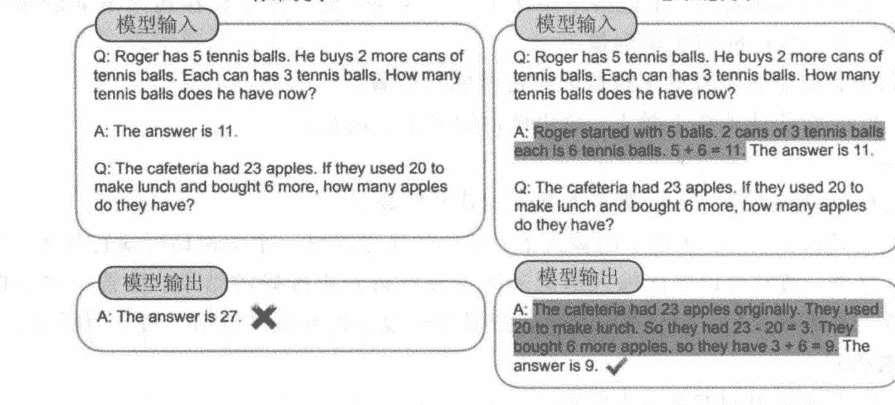 模型输入
Q: Roger has 5 tennis balls. He buys 2 more cans of
tennis balls. Each can has 3 tennis balls. How many
tennis balls does he have now?
A: The answer is 11.
Q: The cafeteria had 23 apples. If they used 20 to
make lunch and bought 6 more, how many apples
do they have?
模型输出
A: The answer is 27.
模型输入
Q: Roger has 5 tennis balls. He buys 2 more cans of
tennis balls. Each can has 3 tennis balls. How many
tennis balls does he have now?
A: Roger started with 5 balls. 2 cans of 3 tennis balls
each is 6 tennis balls. 5 + 6 = 11. The answer is 11.
Q: The cafeteria had 23 apples. If they used 20 to
make lunch and bought 6 more, how many apples
do they have?
模型输出
A: The cafeteria had 23 apples originally. They used
20 to make lunch. So they had 23 - 20 = 3. They
bought 6 more apples, so they have 3 + 6 = 9. The
answer is 9.